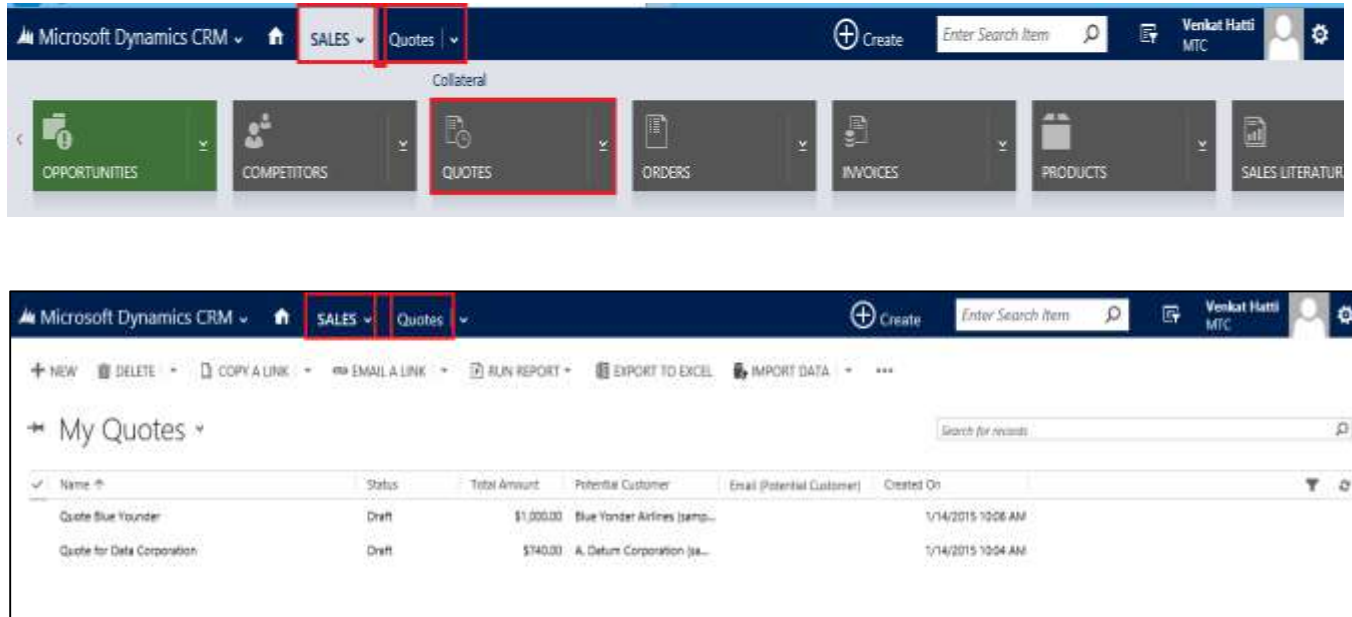 Microsoft Dynamics CRM SALES Quotes Create Enter Search Item Venkat Hatti
MTC
Collateral
OPPORTUNITIES COMPETITORS QUOTES ORDERS INVOICES PRODUCTS SALES LITERATUR
Microsoft Dynamics CRM SALES Quotes Create Enter Search Item Venkat Hatti
MTC
NEW DELETE COPY A LINK EMAIL A LINK RUN REPORT EXPORT TO EXCEL IMPORT DATA ...
My Quotes Search for records
Name Status Total Amount Potential Customer Email (Potential Customer) Created On
Quote Blue Younder Draft $1,000.00 Blue Yonder Airlines (samp... 1/14/2015 10:06 AM
Quote for Data Corporation Draft $740.00 A. Datum Corporation (sa... 1/14/2015 10:04 AM